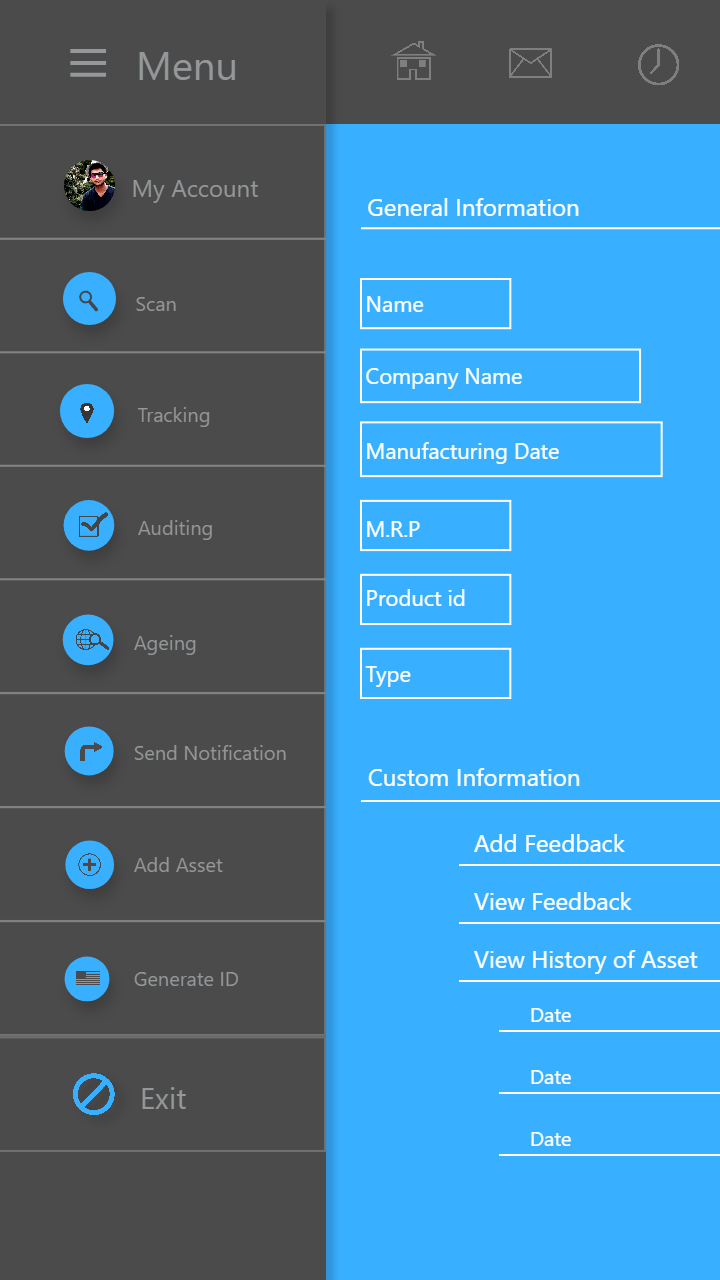 Menu
My Account
Scan
Tracking
Auditing
Ageing
Send Notification
Add Asset
Generate ID
Exit
General Information
Name
Company Name
Manufacturing Date
M.R.P
Product id
Type
Custom Information
Add Feedback
View Feedback
View History of Asset
Date
Date
Date